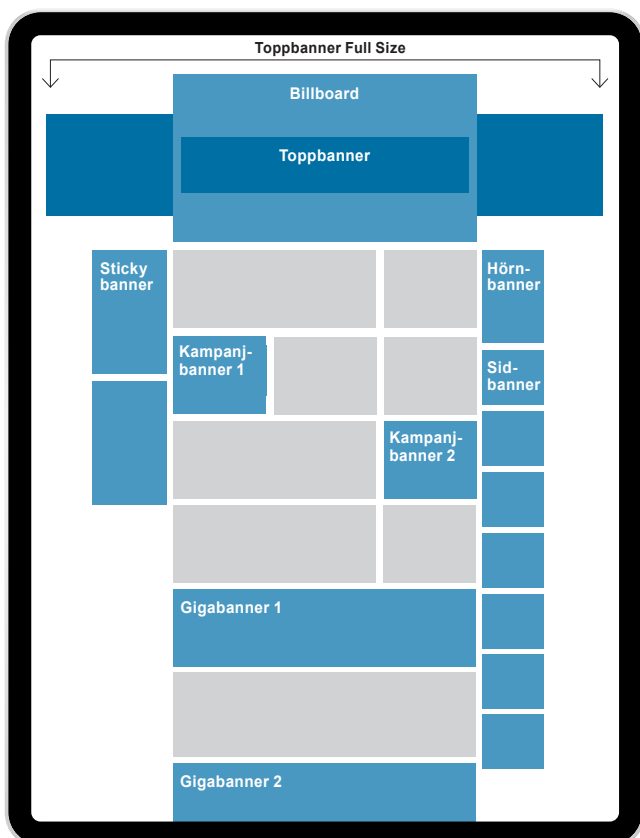 Toppbanner Full Size
Billboard
Toppbanner
Sticky
banner
Hörn-
banner
Kampanj-
banner 1
Sid-
banner
Kampanj-
banner 2
Gigabanner 1
Gigabanner 2